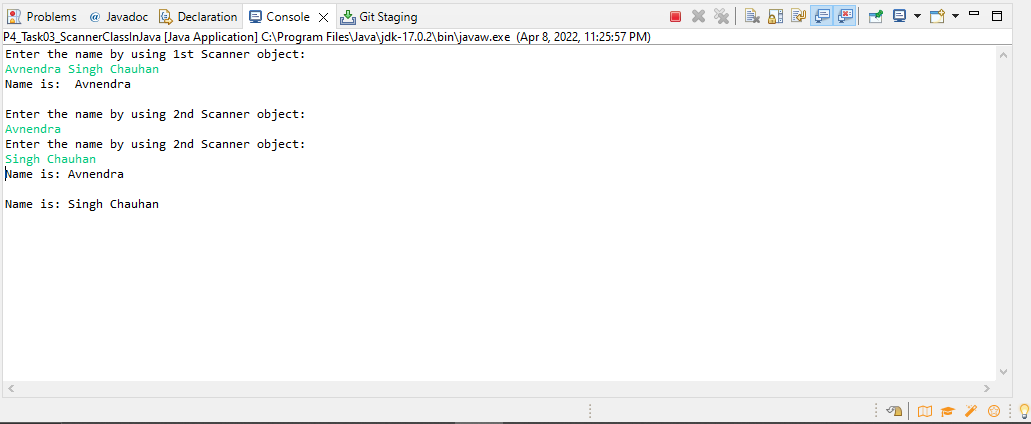 Problems @ Javadoc Declaration Console Git Staging
P4_Task03_ScannerClassInJava [Java Application] C:\Program Files\Java\jdk-17.0.2\bin\javaw.exe (Apr 8, 2022, 11:25:57 PM)
Enter the name by using 1st Scanner object:
Avnendra Singh Chauhan
Name is:  Avnendra
Enter the name by using 2nd Scanner object:
Avnendra
Enter the name by using 2nd Scanner object:
Singh Chauhan
Name is: Avnendra
Name is: Singh Chauhan